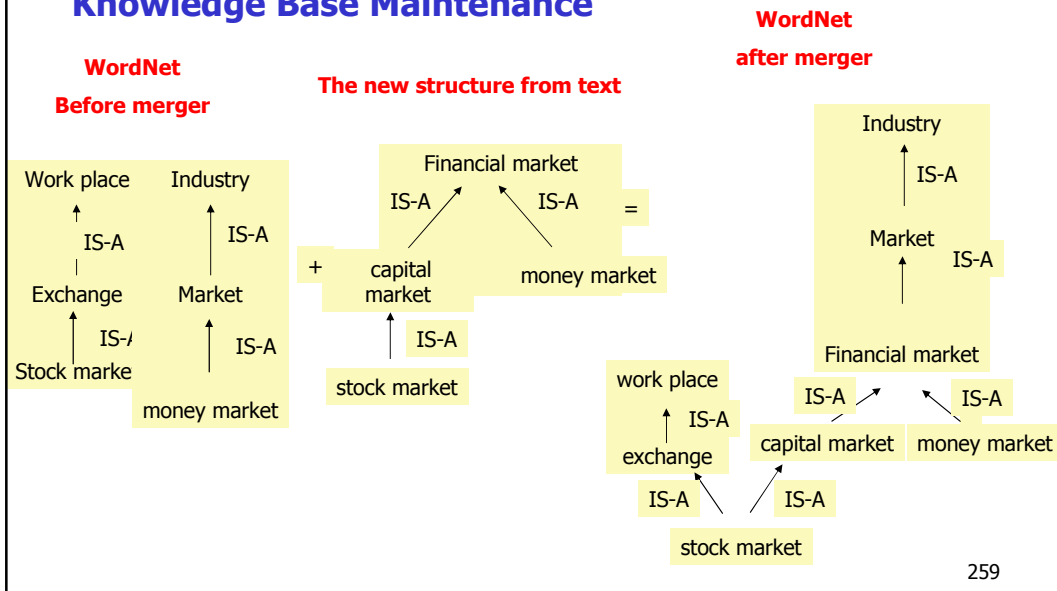 Knowledge Base Maintenance
WordNet
Before merger
The new structure from text
WordNet
after merger
Work place
IS-A
Exchange
IS-A
Stock marke
Industry
IS-A
Market
IS-A
money market
+
Financial market
IS-A
IS-A
capital
market
money market
IS-A
stock market
=
Industry
IS-A
Market
IS-A
Financial market
IS-A
IS-A
capital market
money market
work place
IS-A
exchange
IS-A
IS-A
stock market
259